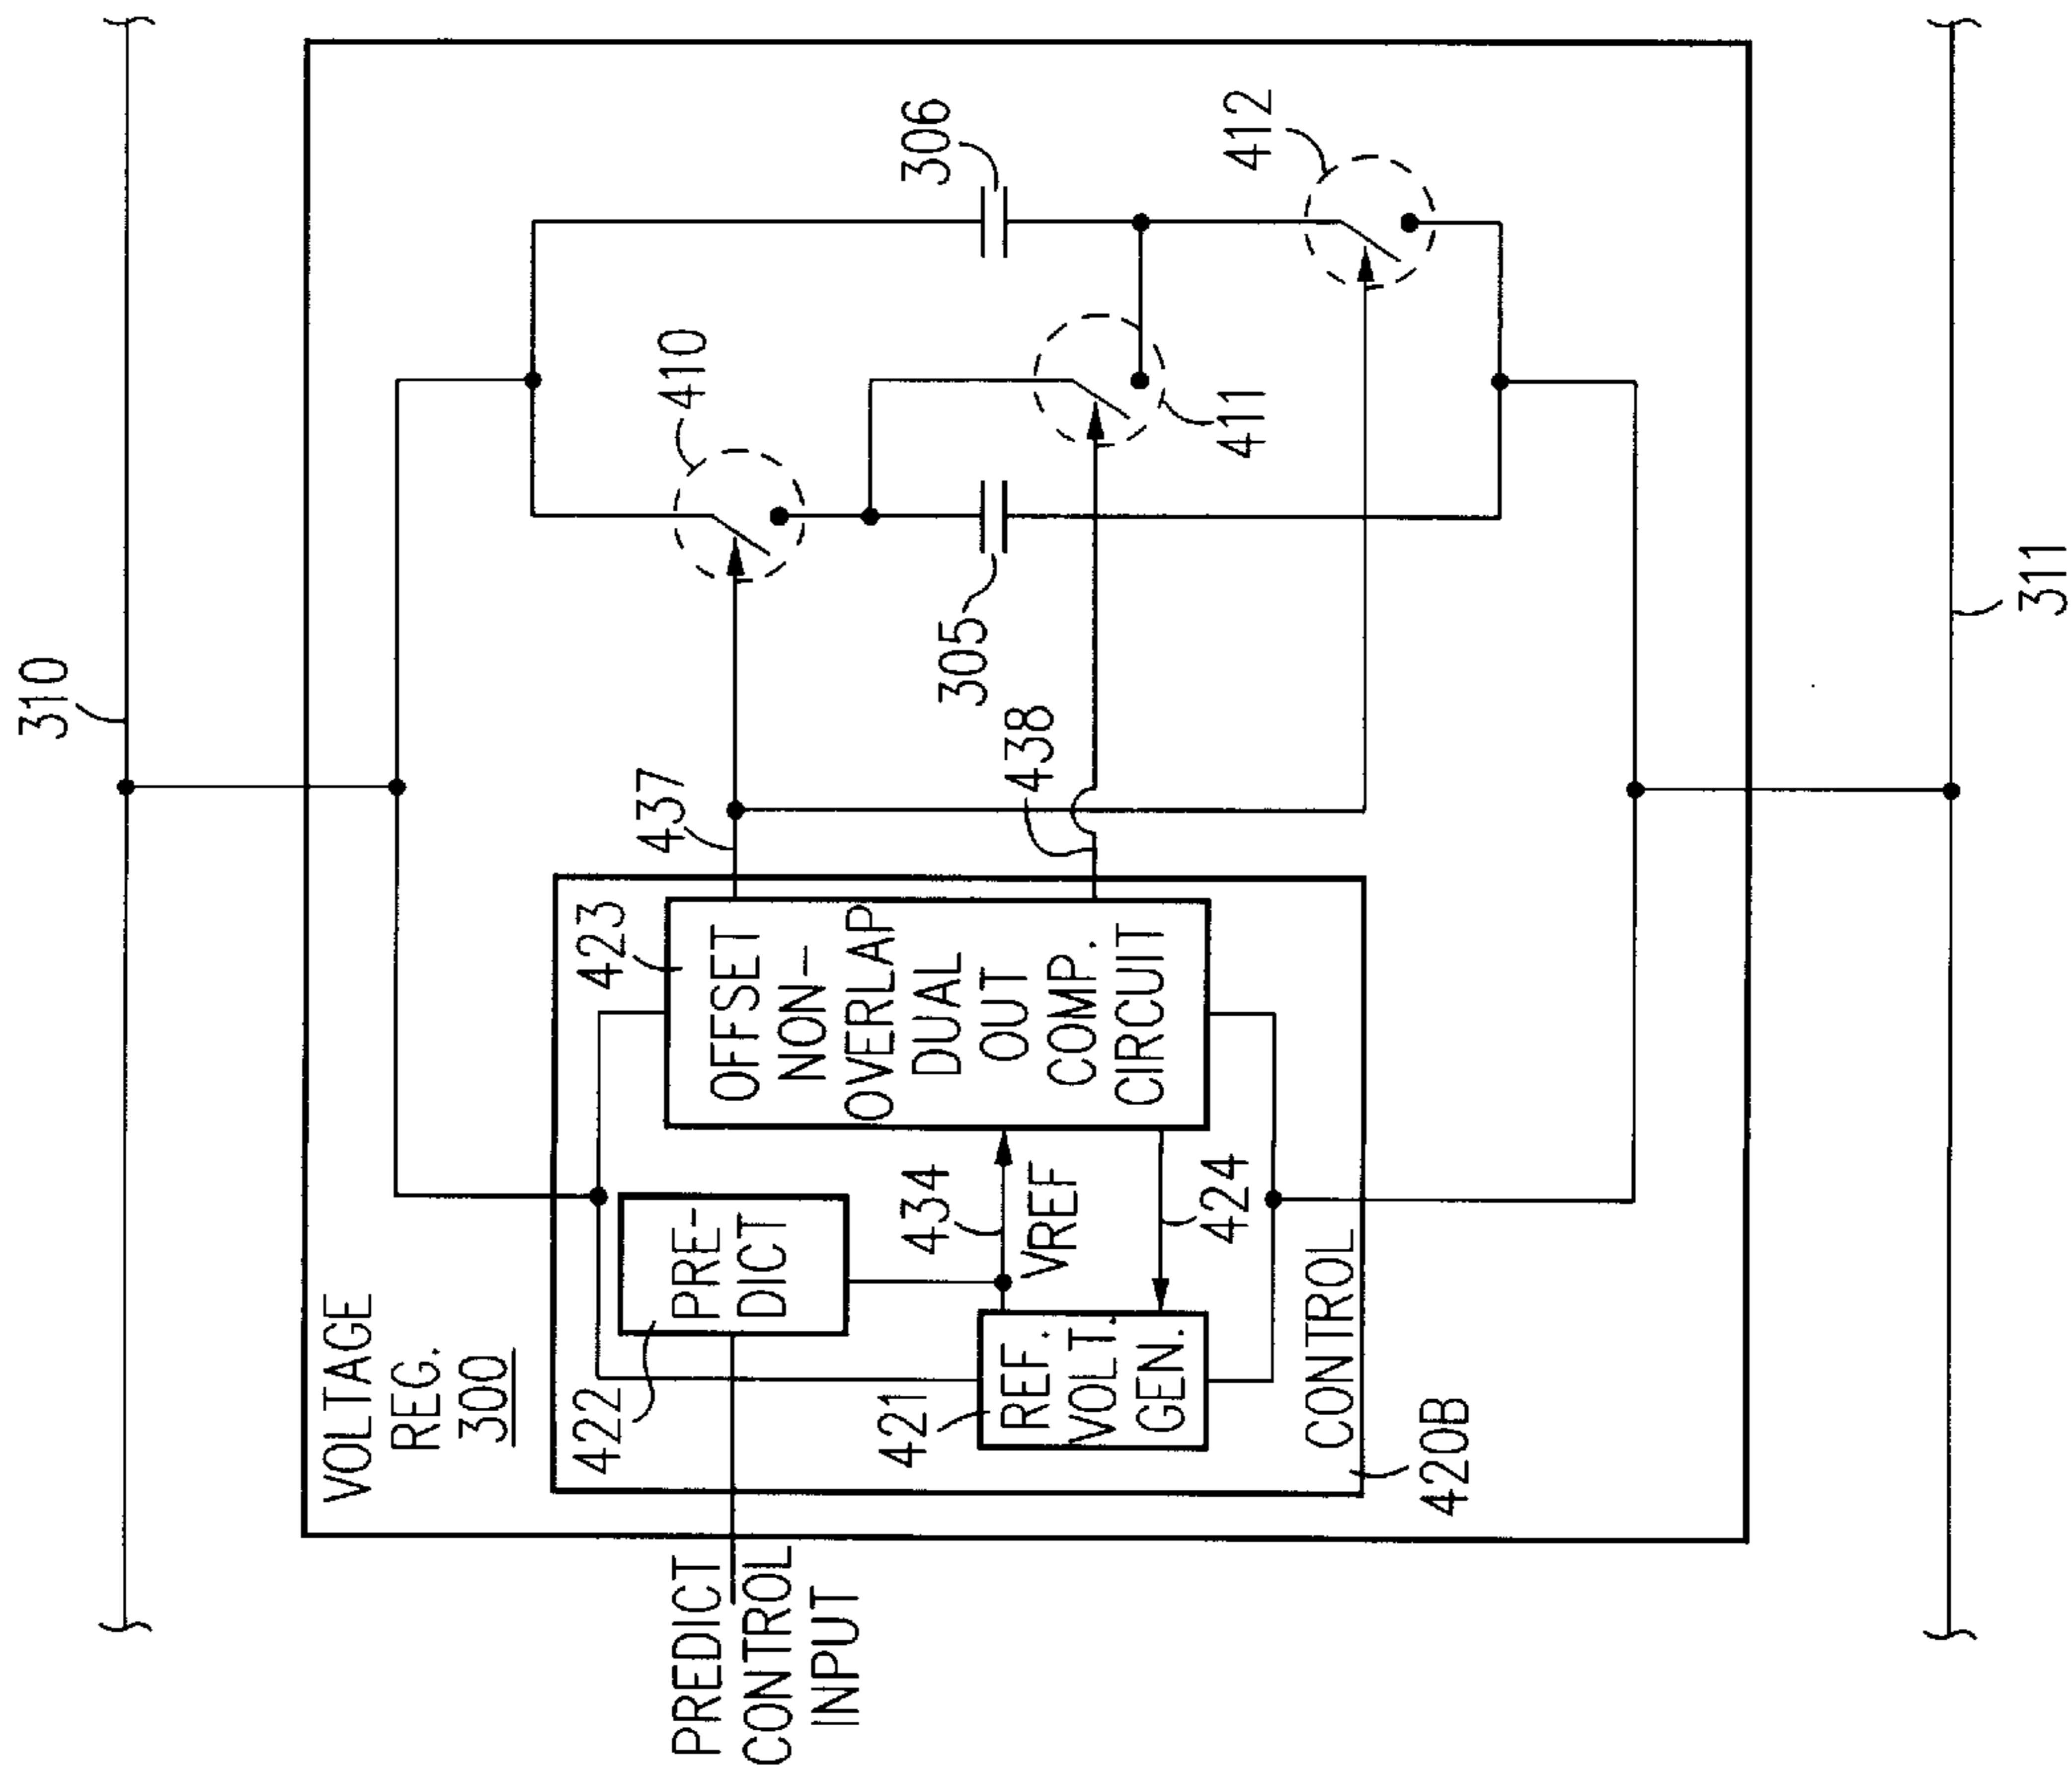 310
VOLTAGE
REG.
300
306
412
410
411
305
437
438
423
OFFSET
NON-
OVERLAP
DUAL
OUT
COMP.
CIRCUIT
422
PRE-
DICT
434
VREF
424
421
REF.
VOLT.
GEN.
CONTROL
420B
PREDICT
CONTROL
INPUT
311